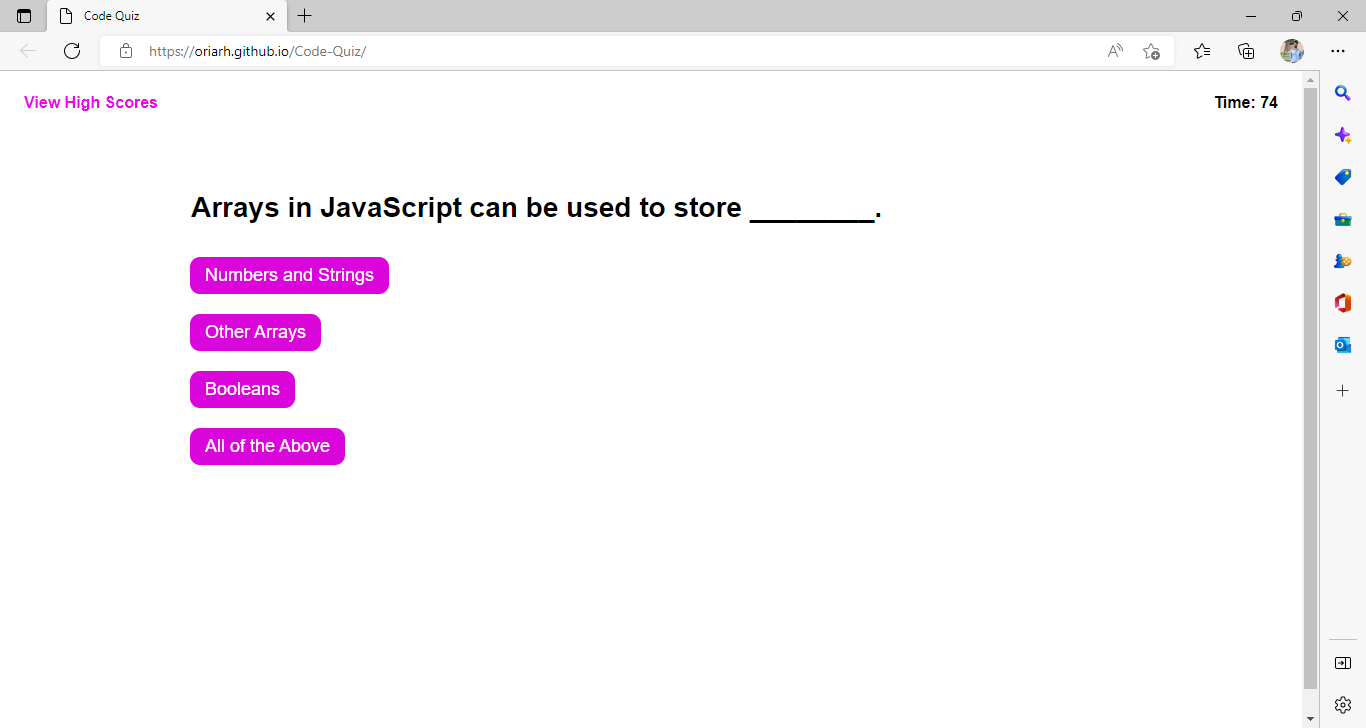 Code Quiz
https://oriarh.github.io/Code-Quiz/
View High Scores
Time: 74
Arrays in JavaScript can be used to store ________.
Numbers and Strings
Other Arrays
Booleans
All of the Above